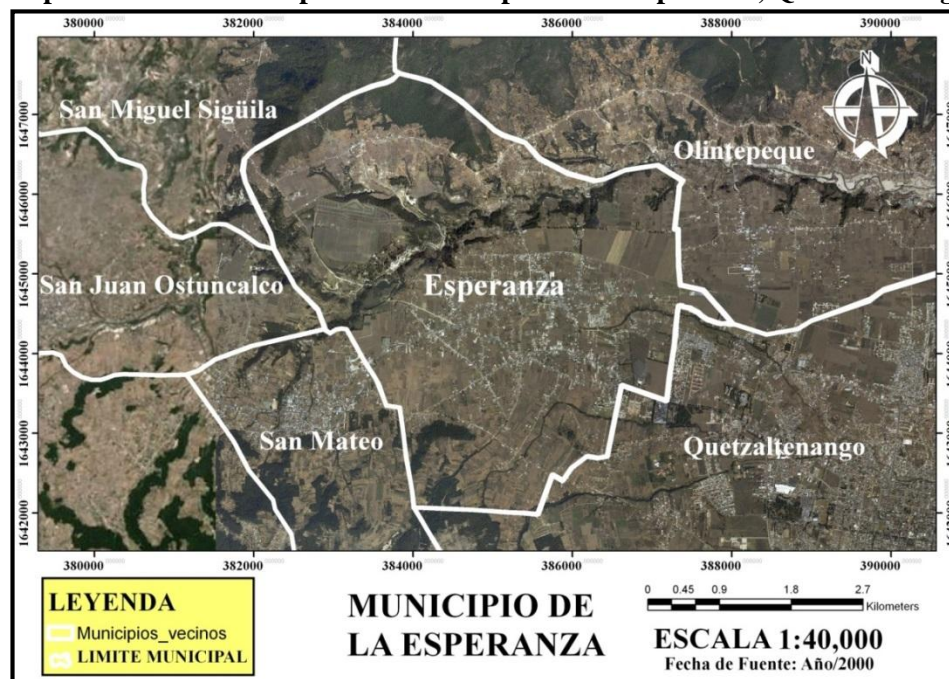 380000 382000 384000 386000 388000 390000
1647000
1646000
1645000
1644000
1643000
1642000
N
San Miguel Sigüila
Olintepeque
San Juan Ostuncalco
Esperanza
San Mateo
Quetzaltenango
380000 382000 384000 386000 388000 390000
LEYENDA
Municipios_vecinos
LIMITE MUNICIPAL
MUNICIPIO DE
LA ESPERANZA
0 0.45 0.9 1.8 2.7
Kilometers
ESCALA 1:40,000
Fecha de Fuente: Año/2000